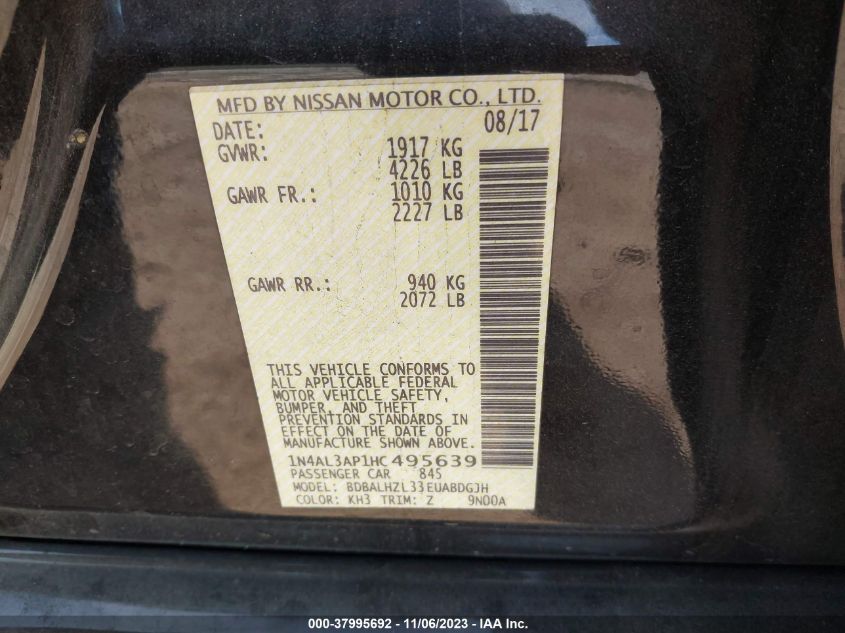 MFD BY NISSAN MOTOR CO., LTD.
DATE: 08/17
GVWR: 1917 KG
4226 LB
GAWR FR.: 1010 KG
2227 LB
GAWR RR.: 940 KG
2072 LB
THIS VEHICLE CONFORMS TO
ALL APPLICABLE FEDERAL
MOTOR VEHICLE SAFETY,
BUMPER, AND THEFT
PREVENTION STANDARDS IN
EFFECT ON THE DATE OF
MANUFACTURE SHOWN ABOVE.
1N4AL3AP1HC495639
PASSENGER CAR 845
MODEL: BDBALHZL33EUABDGJH
COLOR: KH3 TRIM: Z 9N00A
000-37995692 - 11/06/2023 - IAA Inc.